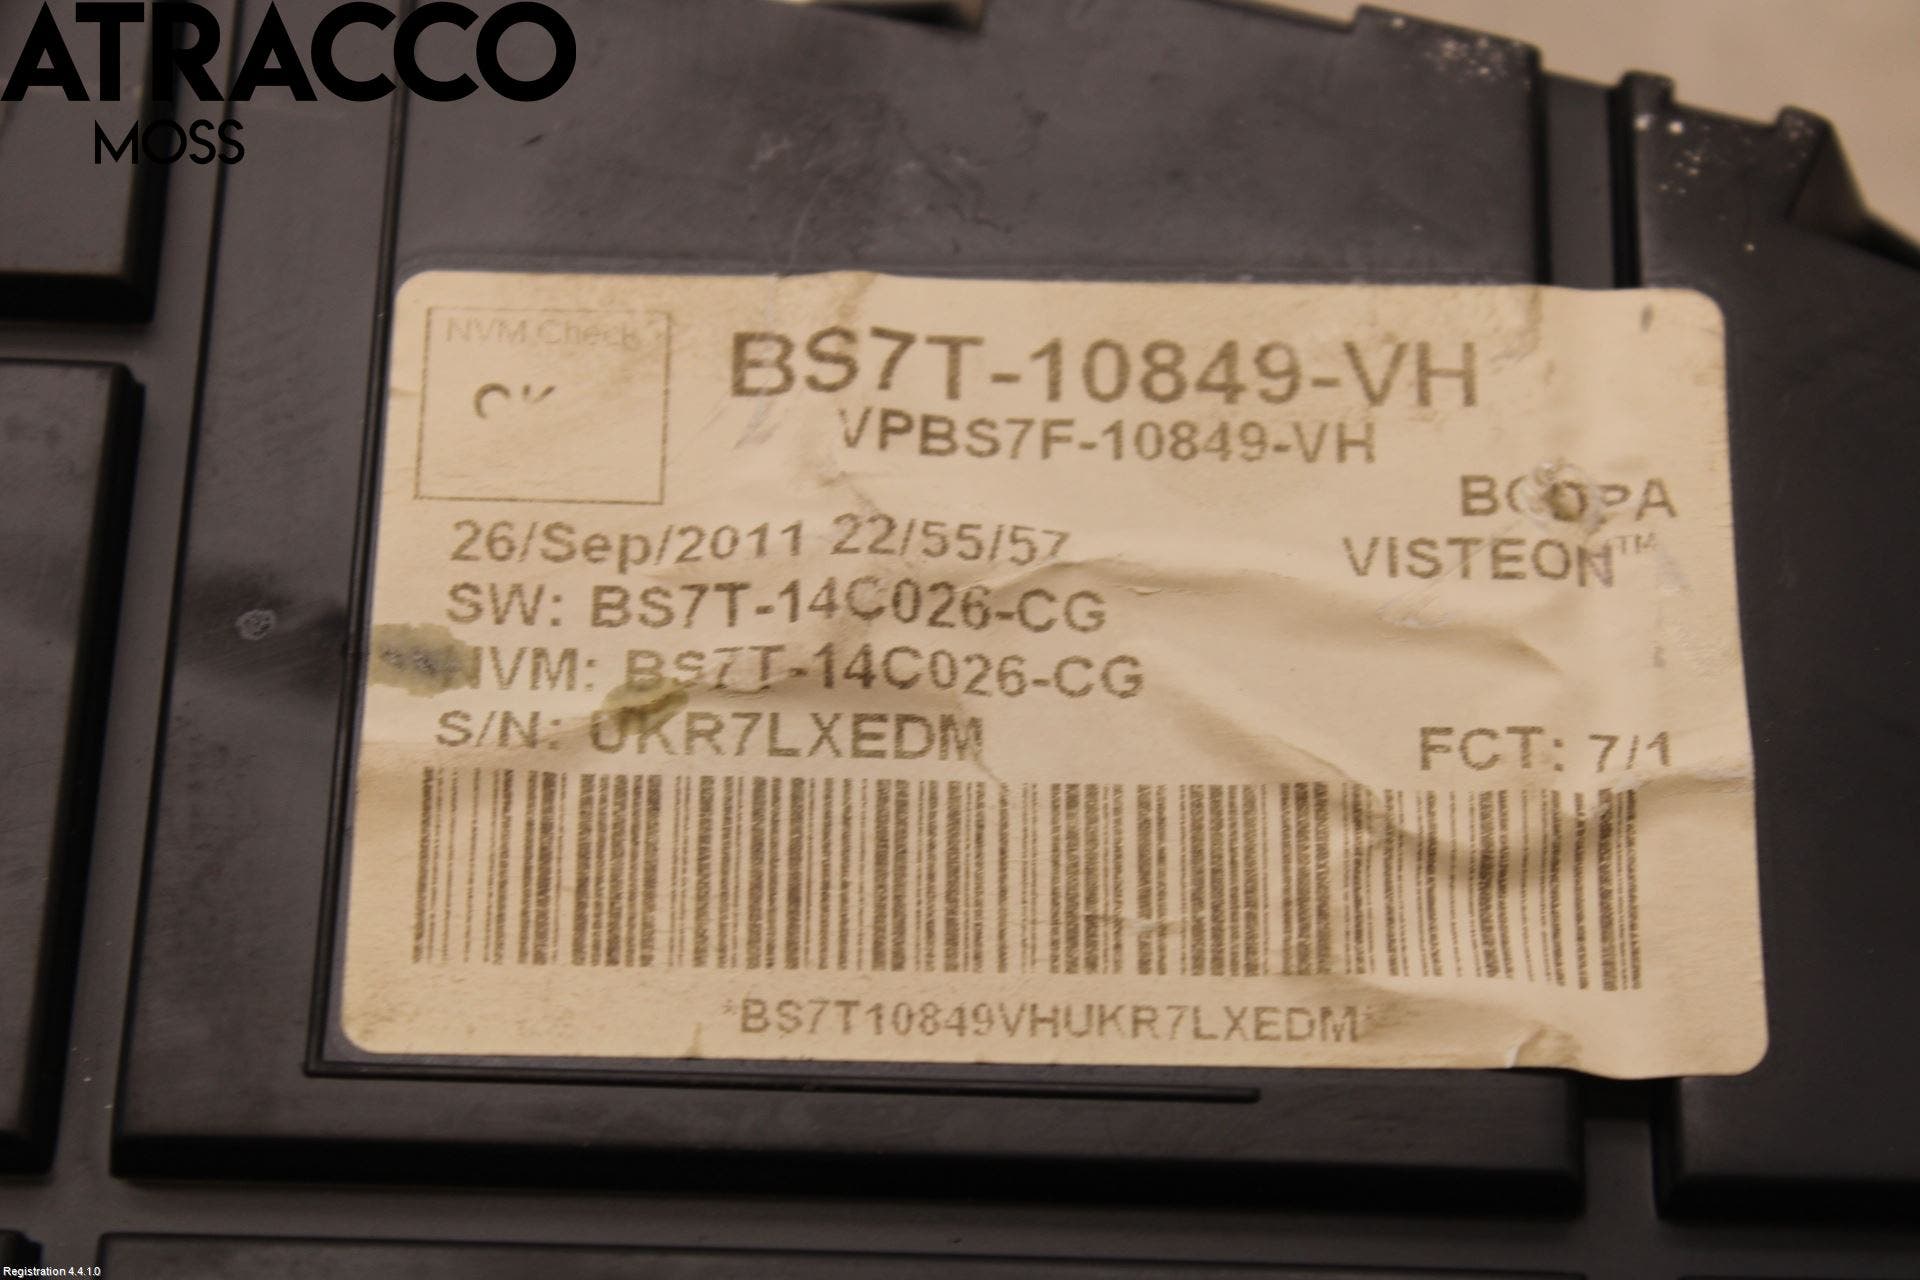 ATRACCO
MOSS
NVM Check
OK
BS7T-10849-VH
VPBS7F-10849-VH
26/Sep/2011 22/55/57
VISTEON™
SW: BS7T-14C026-CG
NVM: BS7T-14C026-CG
S/N: UKR7LXEDM
FCT: 7/1
*BS7T10849VHUKR7LXEDM*
Registration 4.4.1.0